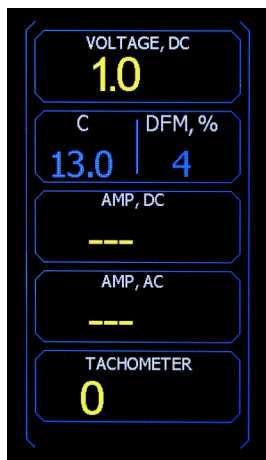 VOLTAGE, DC
1.0
C DFM, %
13.0 4
AMP, DC
---
AMP, AC
---
TACHOMETER
0